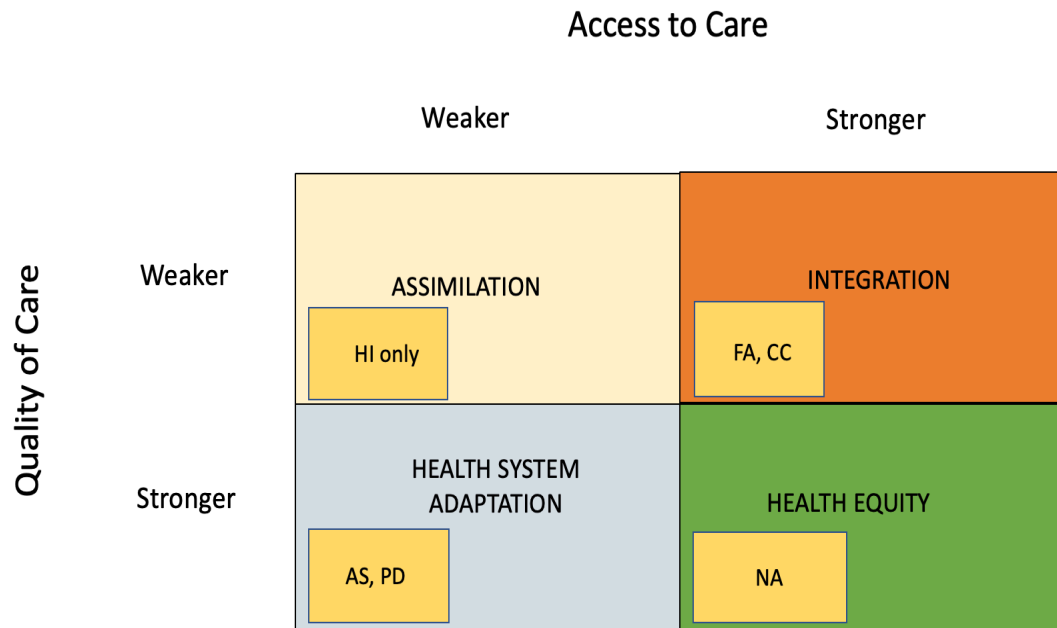 Access to Care
Weaker
Stronger
Quality of Care
Weaker
ASSIMILATION
HI only
INTEGRATION
FA, CC
Stronger
HEALTH SYSTEM
ADAPTATION
AS, PD
HEALTH EQUITY
NA